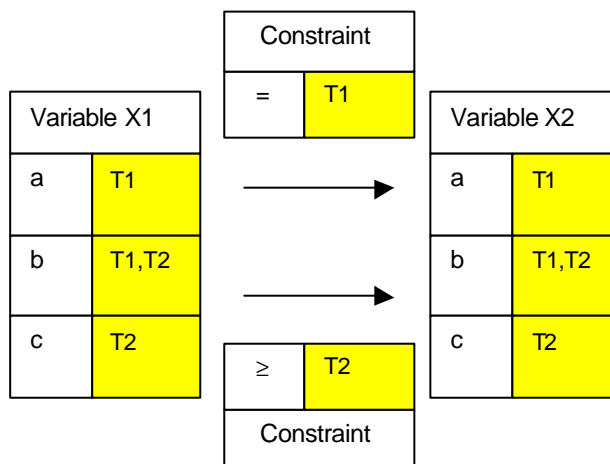 Constraint
= T1
Variable X1
a T1
b T1,T2
c T2
Variable X2
a T1
b T1,T2
c T2
≥ T2
Constraint